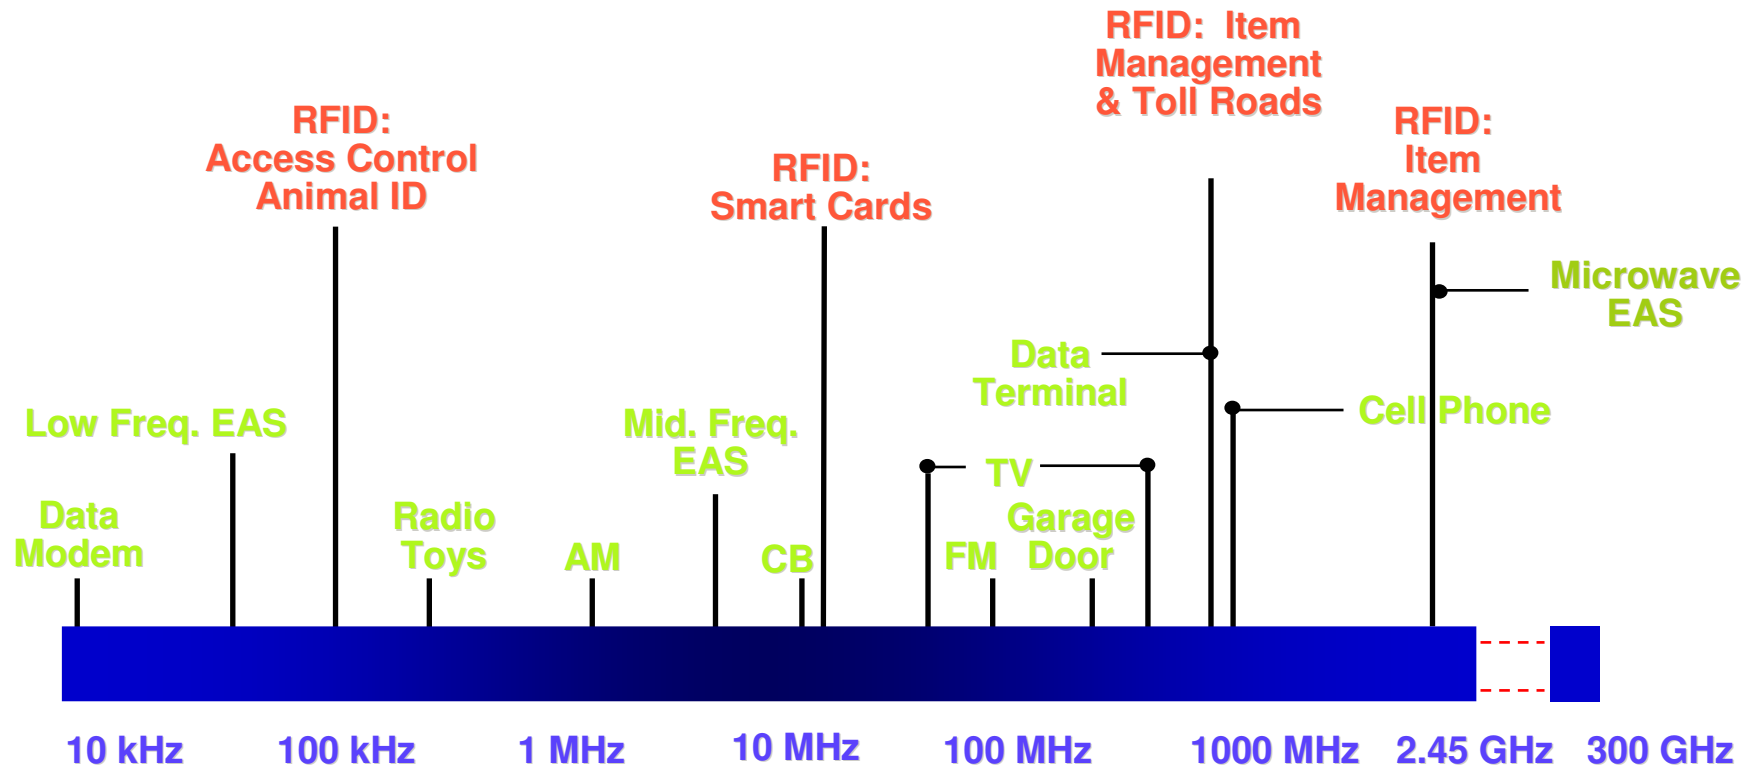 RFID: Item
Management
& Toll Roads
RFID:
Access Control
Animal ID
RFID:
Smart Cards
RFID:
Item
Management
Microwave
EAS
Data
Terminal
Cell Phone
Low Freq. EAS
Mid. Freq.
EAS
TV
Data
Modem
Radio
Toys
AM
CB
FM
Garage
Door
10 kHz
100 kHz
1 MHz
10 MHz
100 MHz
1000 MHz
2.45 GHz
300 GHz